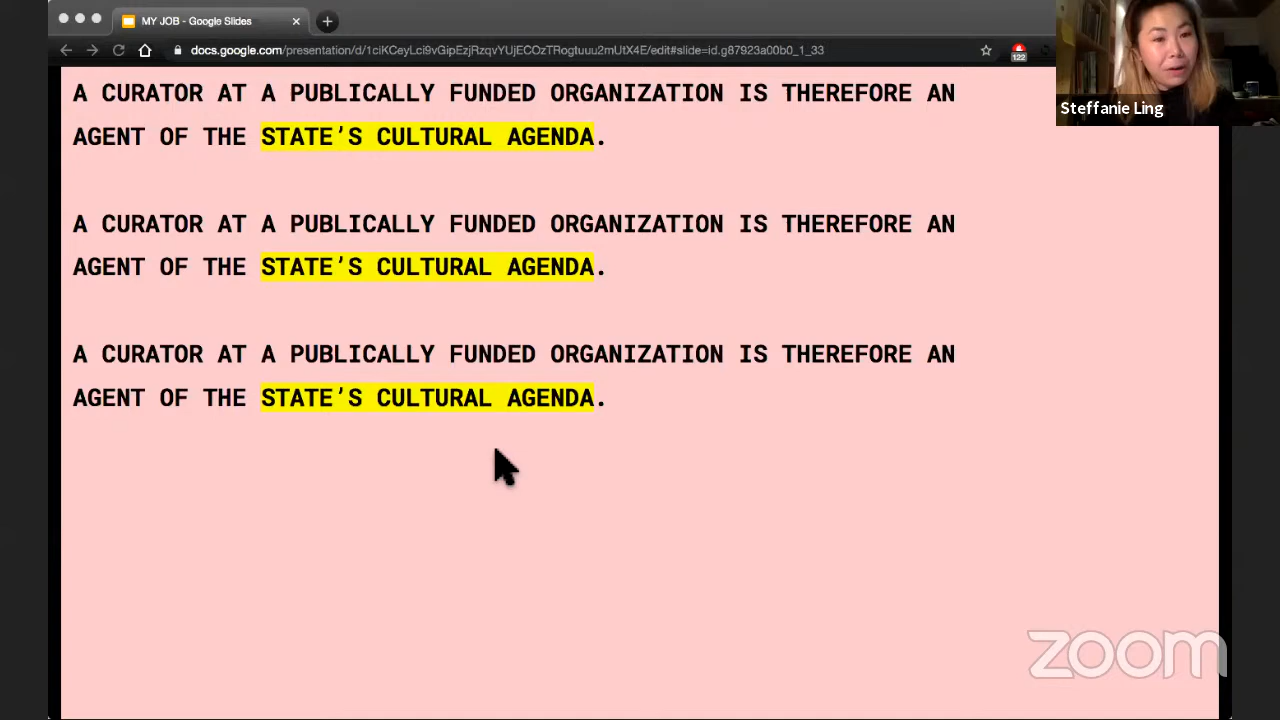 MY JOB - Google Slides
docs.google.com/presentation/d/1ciKCeyLci9vGipEzjRzqvYUjECOzTRogtuuu2mUtX4E/edit#slide=id.g87923a00b0_1_33
122
Steffanie Ling
A CURATOR AT A PUBLICALLY FUNDED ORGANIZATION IS THEREFORE AN
AGENT OF THE STATE’S CULTURAL AGENDA.
A CURATOR AT A PUBLICALLY FUNDED ORGANIZATION IS THEREFORE AN
AGENT OF THE STATE’S CULTURAL AGENDA.
A CURATOR AT A PUBLICALLY FUNDED ORGANIZATION IS THEREFORE AN
AGENT OF THE STATE’S CULTURAL AGENDA.
zoom